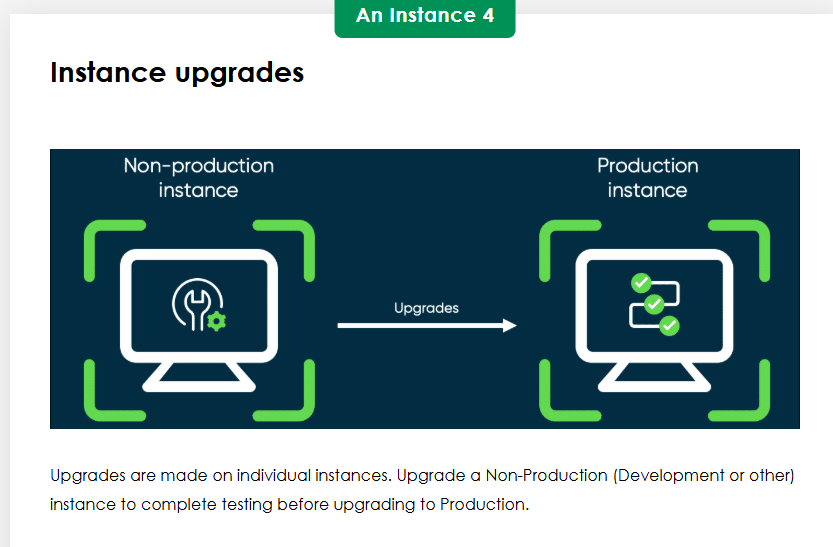 An Instance 4
Instance upgrades
Non-production
instance
Production
instance
Upgrades
Upgrades are made on individual instances. Upgrade a Non-Production (Development or other)
instance to complete testing before upgrading to Production.